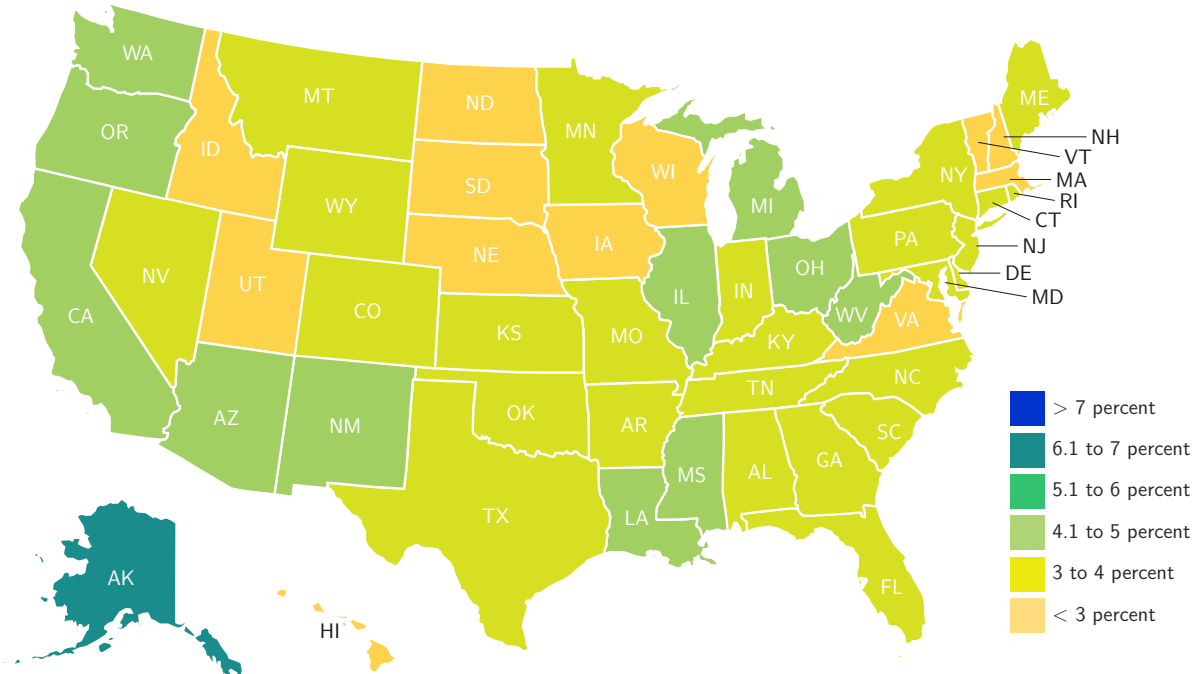 WA
MT
ND
MN
ME
OR
ID
SD
WI
NH
VT
NY
MA
RI
CT
WY
MI
PA
NJ
NE
IA
OH
DE
MD
NV
UT
CO
IL
IN
WV
VA
CA
KS
MO
KY
NC
TN
AZ
NM
OK
AR
SC
GA
AL
MS
LA
TX
FL
AK
HI
> 7 percent
6.1 to 7 percent
5.1 to 6 percent
4.1 to 5 percent
3 to 4 percent
< 3 percent